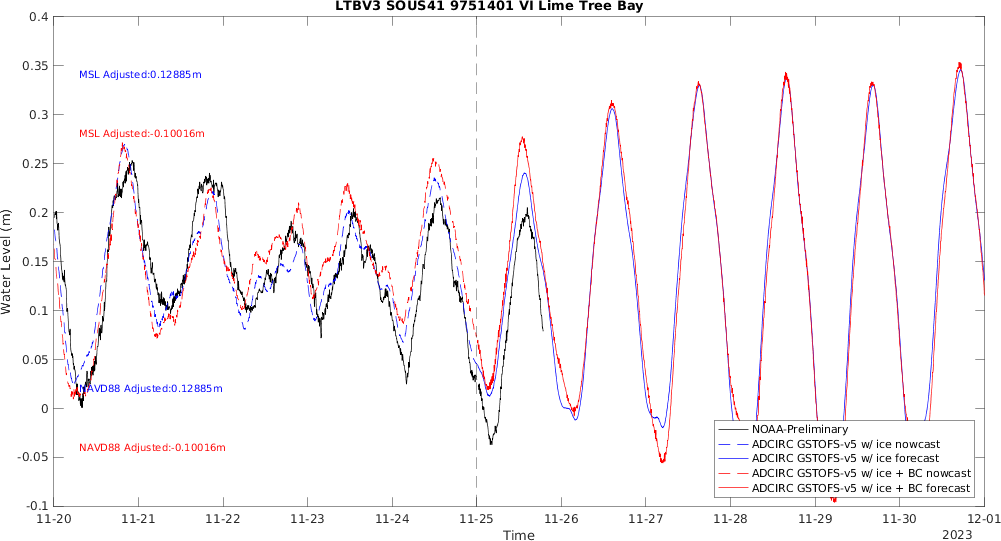 LTBV3 SOUS41 9751401 VI Lime Tree Bay
0.4
0.35
0.3
0.25
0.2
0.15
0.1
0.05
0
-0.05
-0.1
Water Level (m)
MSL Adjusted:0.12885m
MSL Adjusted:-0.10016m
NAVD88 Adjusted:0.12885m
NAVD88 Adjusted:-0.10016m
NOAA-Preliminary
ADCIRC GSTOFS-v5 w/ ice nowcast
ADCIRC GSTOFS-v5 w/ ice forecast
ADCIRC GSTOFS-v5 w/ ice + BC nowcast
ADCIRC GSTOFS-v5 w/ ice + BC forecast
11-20 11-21 11-22 11-23 11-24 11-25 11-26 11-27 11-28 11-29 11-30 12-01
Time
2023